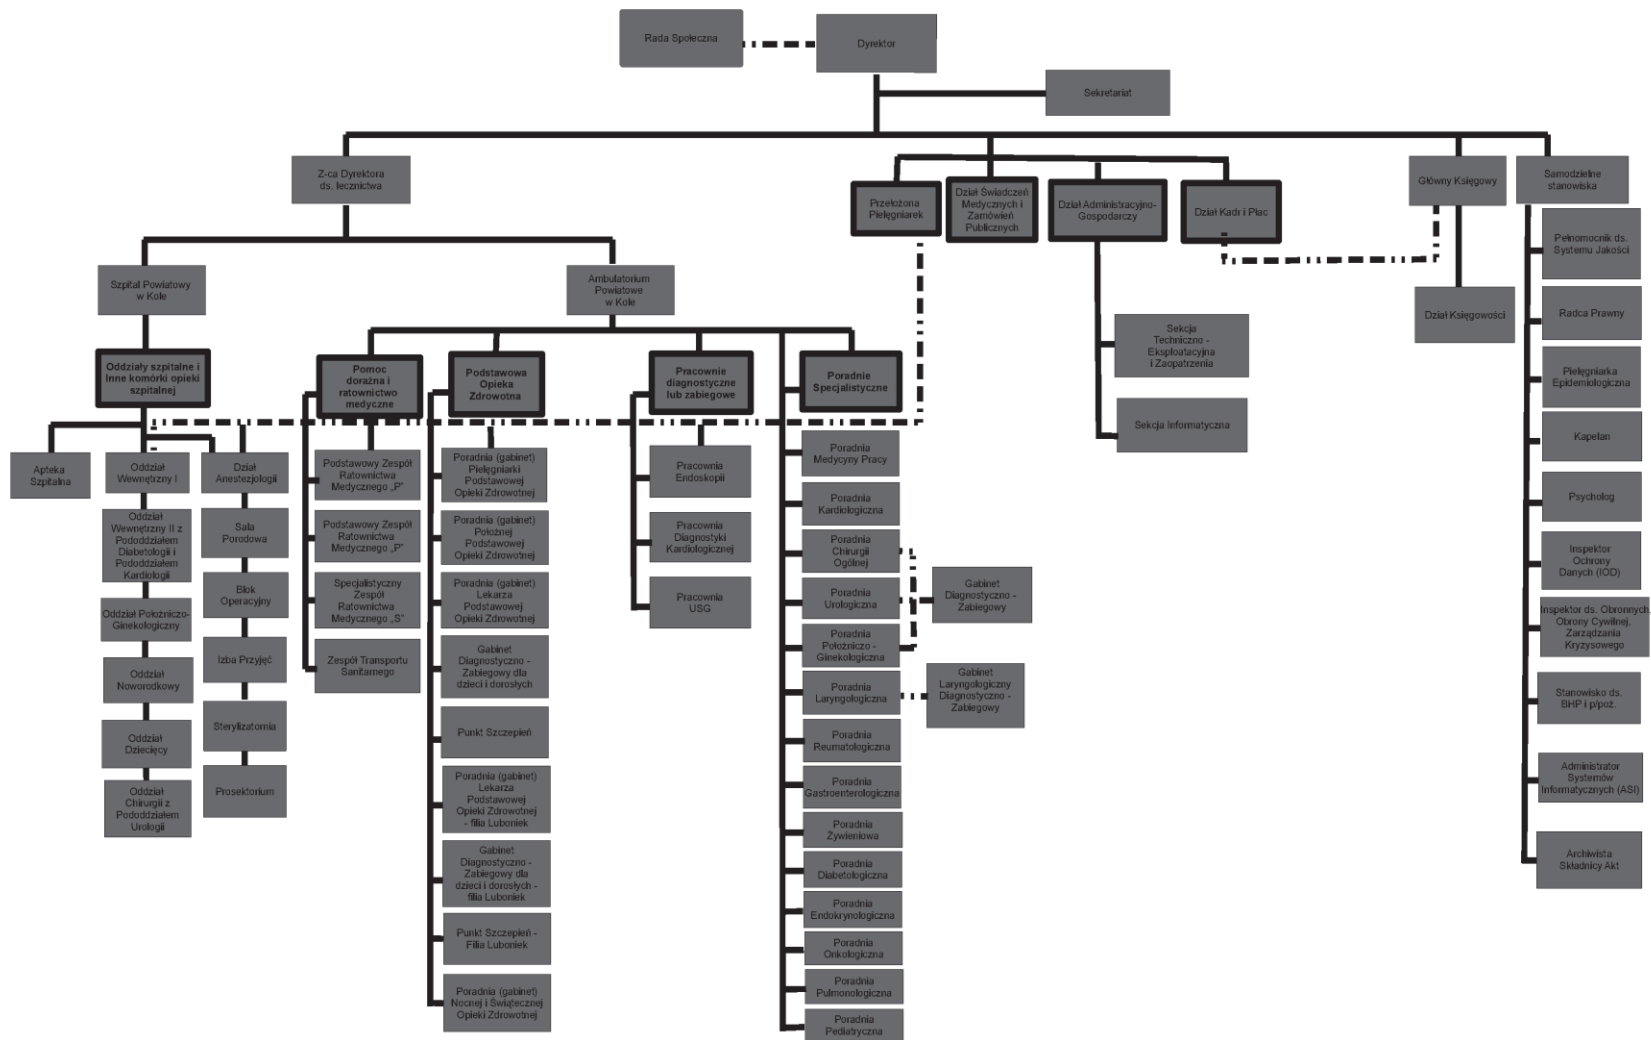 Rada Społeczna
Dyrektor
Sekretariat
Z-ca Dyrektora
ds. lecznictwa
Przełożona
Pielęgniarek
Dział Świadczeń
Medycznych i
Zamówień
Publicznych
Dział Administracyjno-
Gospodarczy
Dział Kadr i Płac
Główny Księgowy
Samodzielne
stanowiska
Szpital Powiatowy
w Kole
Ambulatorium
Powiatowe
w Kole
Dział Księgowości
Sekcja
Techniczno -
Eksploatacyjna
i Zaopatrzenia
Sekcja Informatyczna
Pełnomocnik ds.
Systemu Jakości
Radca Prawny
Pielęgniarka
Epidemiologiczna
Kapelan
Psycholog
Inspektor
Ochrony
Danych (IOD)
Inspektor ds. Obronnych,
Obrony Cywilnej,
Zarządzania
Kryzysowego
Stanowisko ds.
BHP i p/poż.
Administrator
Systemów
Informatycznych (ASI)
Archiwista
Składnicy Akt
Oddziały szpitalne i
Inne komórki opieki
szpitalnej
Pomoc
doraźna i
ratownictwo
medyczne
Podstawowa
Opieka
Zdrowotna
Pracownie
diagnostyczne
lub zabiegowe
Poradnie
Specjalistyczne
Apteka
Szpitalna
Oddział
Wewnętrzny I
Oddział
Wewnętrzny II z
Pododdziałem
Diabetologii i
Pododdziałem
Kardiologii
Oddział Położniczo-
Ginekologiczny
Oddział
Noworodkowy
Oddział
Dziecięcy
Oddział
Chirurgii z
Pododdziałem
Urologii
Dział
Anestezjologii
Sala
Porodowa
Blok
Operacyjny
Izba Przyjęć
Sterylizatornia
Prosektorium
Podstawowy Zespół
Ratownictwa
Medycznego „P”
Podstawowy Zespół
Ratownictwa
Medycznego „P”
Specjalistyczny
Zespół
Ratownictwa
Medycznego „S”
Zespół Transportu
Sanitarnego
Poradnia (gabinet)
Pielęgniarki
Podstawowej
Opieki Zdrowotnej
Poradnia (gabinet)
Położnej
Podstawowej
Opieki Zdrowotnej
Poradnia (gabinet)
Lekarza
Podstawowej
Opieki Zdrowotnej
Gabinet
Diagnostyczno -
Zabiegowy dla
dzieci i dorosłych
Punkt Szczepień
Poradnia (gabinet)
Lekarza
Podstawowej
Opieki Zdrowotnej
- filia Luboniek
Gabinet
Diagnostyczno -
Zabiegowy dla
dzieci i dorosłych -
filia Luboniek
Punkt Szczepień -
Filia Luboniek
Poradnia (gabinet)
Nocnej i Świątecznej
Opieki Zdrowotnej
Pracownia
Endoskopii
Pracownia
Diagnostyki
Kardiologicznej
Pracownia
USG
Poradnia
Medycyny Pracy
Poradnia
Kardiologiczna
Poradnia
Chirurgii
Ogólnej
Poradnia
Urologiczna
Poradnia
Położniczo -
Ginekologiczna
Poradnia
Laryngologiczna
Poradnia
Reumatologiczna
Poradnia
Gastroenterologiczna
Poradnia
Żywieniowa
Poradnia
Diabetologiczna
Poradnia
Endokrynologiczna
Poradnia
Onkologiczna
Poradnia
Pulmonologiczna
Poradnia
Pediatryczna
Gabinet
Diagnostyczno -
Zabiegowy
Gabinet
Laryngologiczny
Diagnostyczno -
Zabiegowy